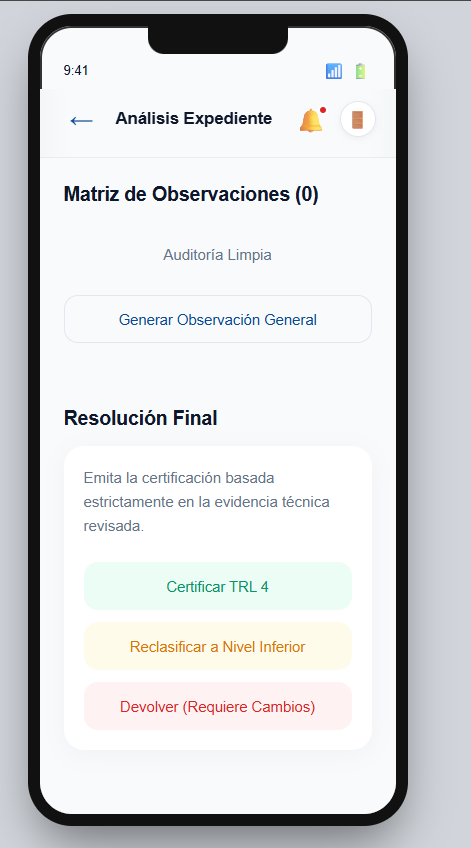 9:41
Análisis Expediente
Matriz de Observaciones (0)
Auditoría Limpia
Generar Observación General
Resolución Final
Emita la certificación basada
estrictamente en la evidencia técnica
revisada.
Certificar TRL 4
Reclasificar a Nivel Inferior
Devolver (Requiere Cambios)